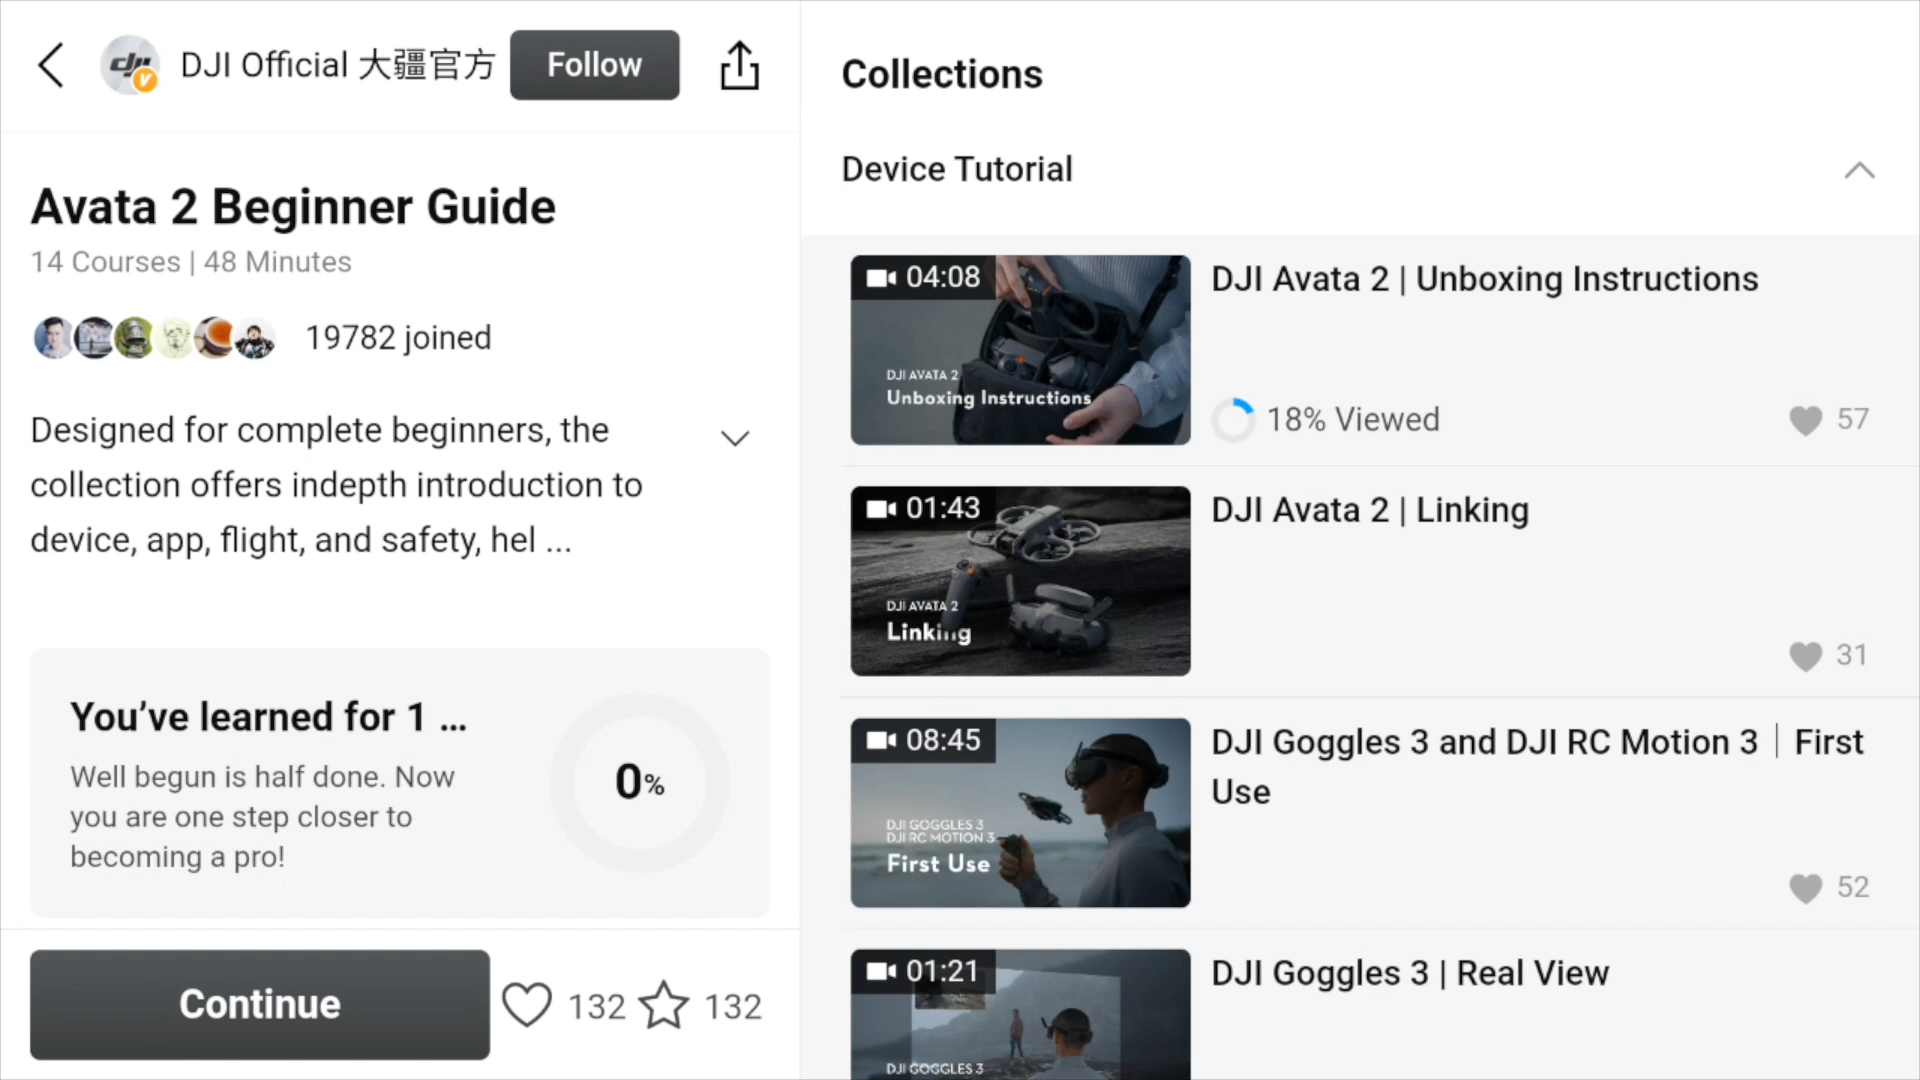 DJI Official 大疆官方
Follow
Avata 2 Beginner Guide
14 Courses | 48 Minutes
19782 joined
Designed for complete beginners, the
collection offers indepth introduction to
device, app, flight, and safety, hel ...
You’ve learned for 1 ...
Well begun is half done. Now
you are one step closer to
becoming a pro!
0%
Continue
132
132
Collections
Device Tutorial
04:08
DJI AVATA 2
Unboxing Instructions
DJI Avata 2 | Unboxing Instructions
18% Viewed
57
01:43
DJI AVATA 2
Linking
DJI Avata 2 | Linking
31
08:45
DJI GOGGLES 3
DJI RC MOTION 3
First Use
DJI Goggles 3 and DJI RC Motion 3｜First
Use
52
01:21
DJI GOGGLES 3
DJI Goggles 3 | Real View